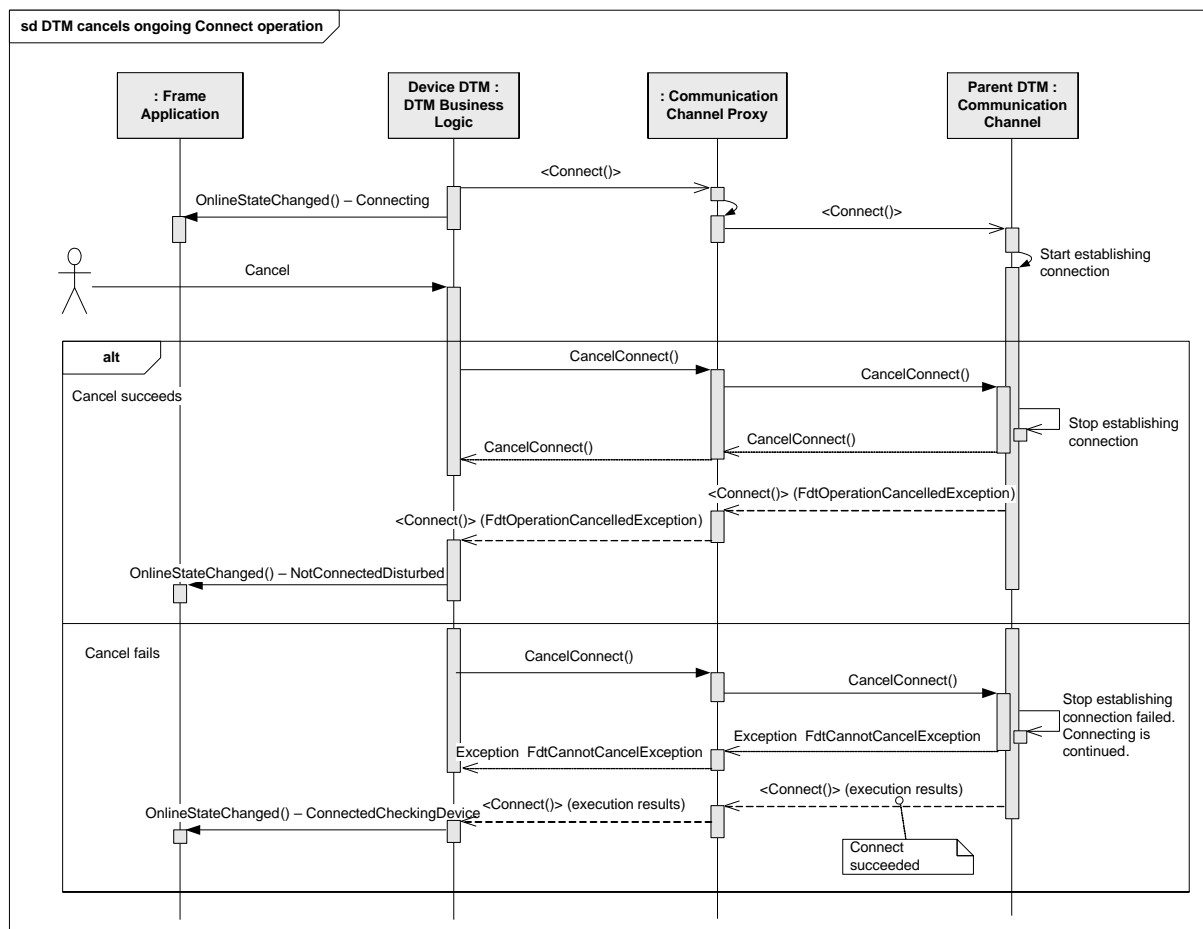 sd DTM cancels ongoing Connect operation
: Frame
Application
Device DTM :
DTM Business
Logic
: Communication
Channel Proxy
Parent DTM :
Communication
Channel
<Connect()>
OnlineStateChanged() – Connecting
<Connect()>
Start establishing
connection
Cancel
alt
Cancel succeeds
CancelConnect()
CancelConnect()
Stop establishing
connection
CancelConnect()
CancelConnect()
<Connect()> (FdtOperationCancelledException)
<Connect()> (FdtOperationCancelledException)
OnlineStateChanged() – NotConnectedDisturbed
Cancel fails
CancelConnect()
CancelConnect()
Stop establishing
connection failed.
Connecting is
continued.
Exception FdtCannotCancelException
Exception FdtCannotCancelException
<Connect()> (execution results)
<Connect()> (execution results)
OnlineStateChanged() – ConnectedCheckingDevice
Connect
succeeded